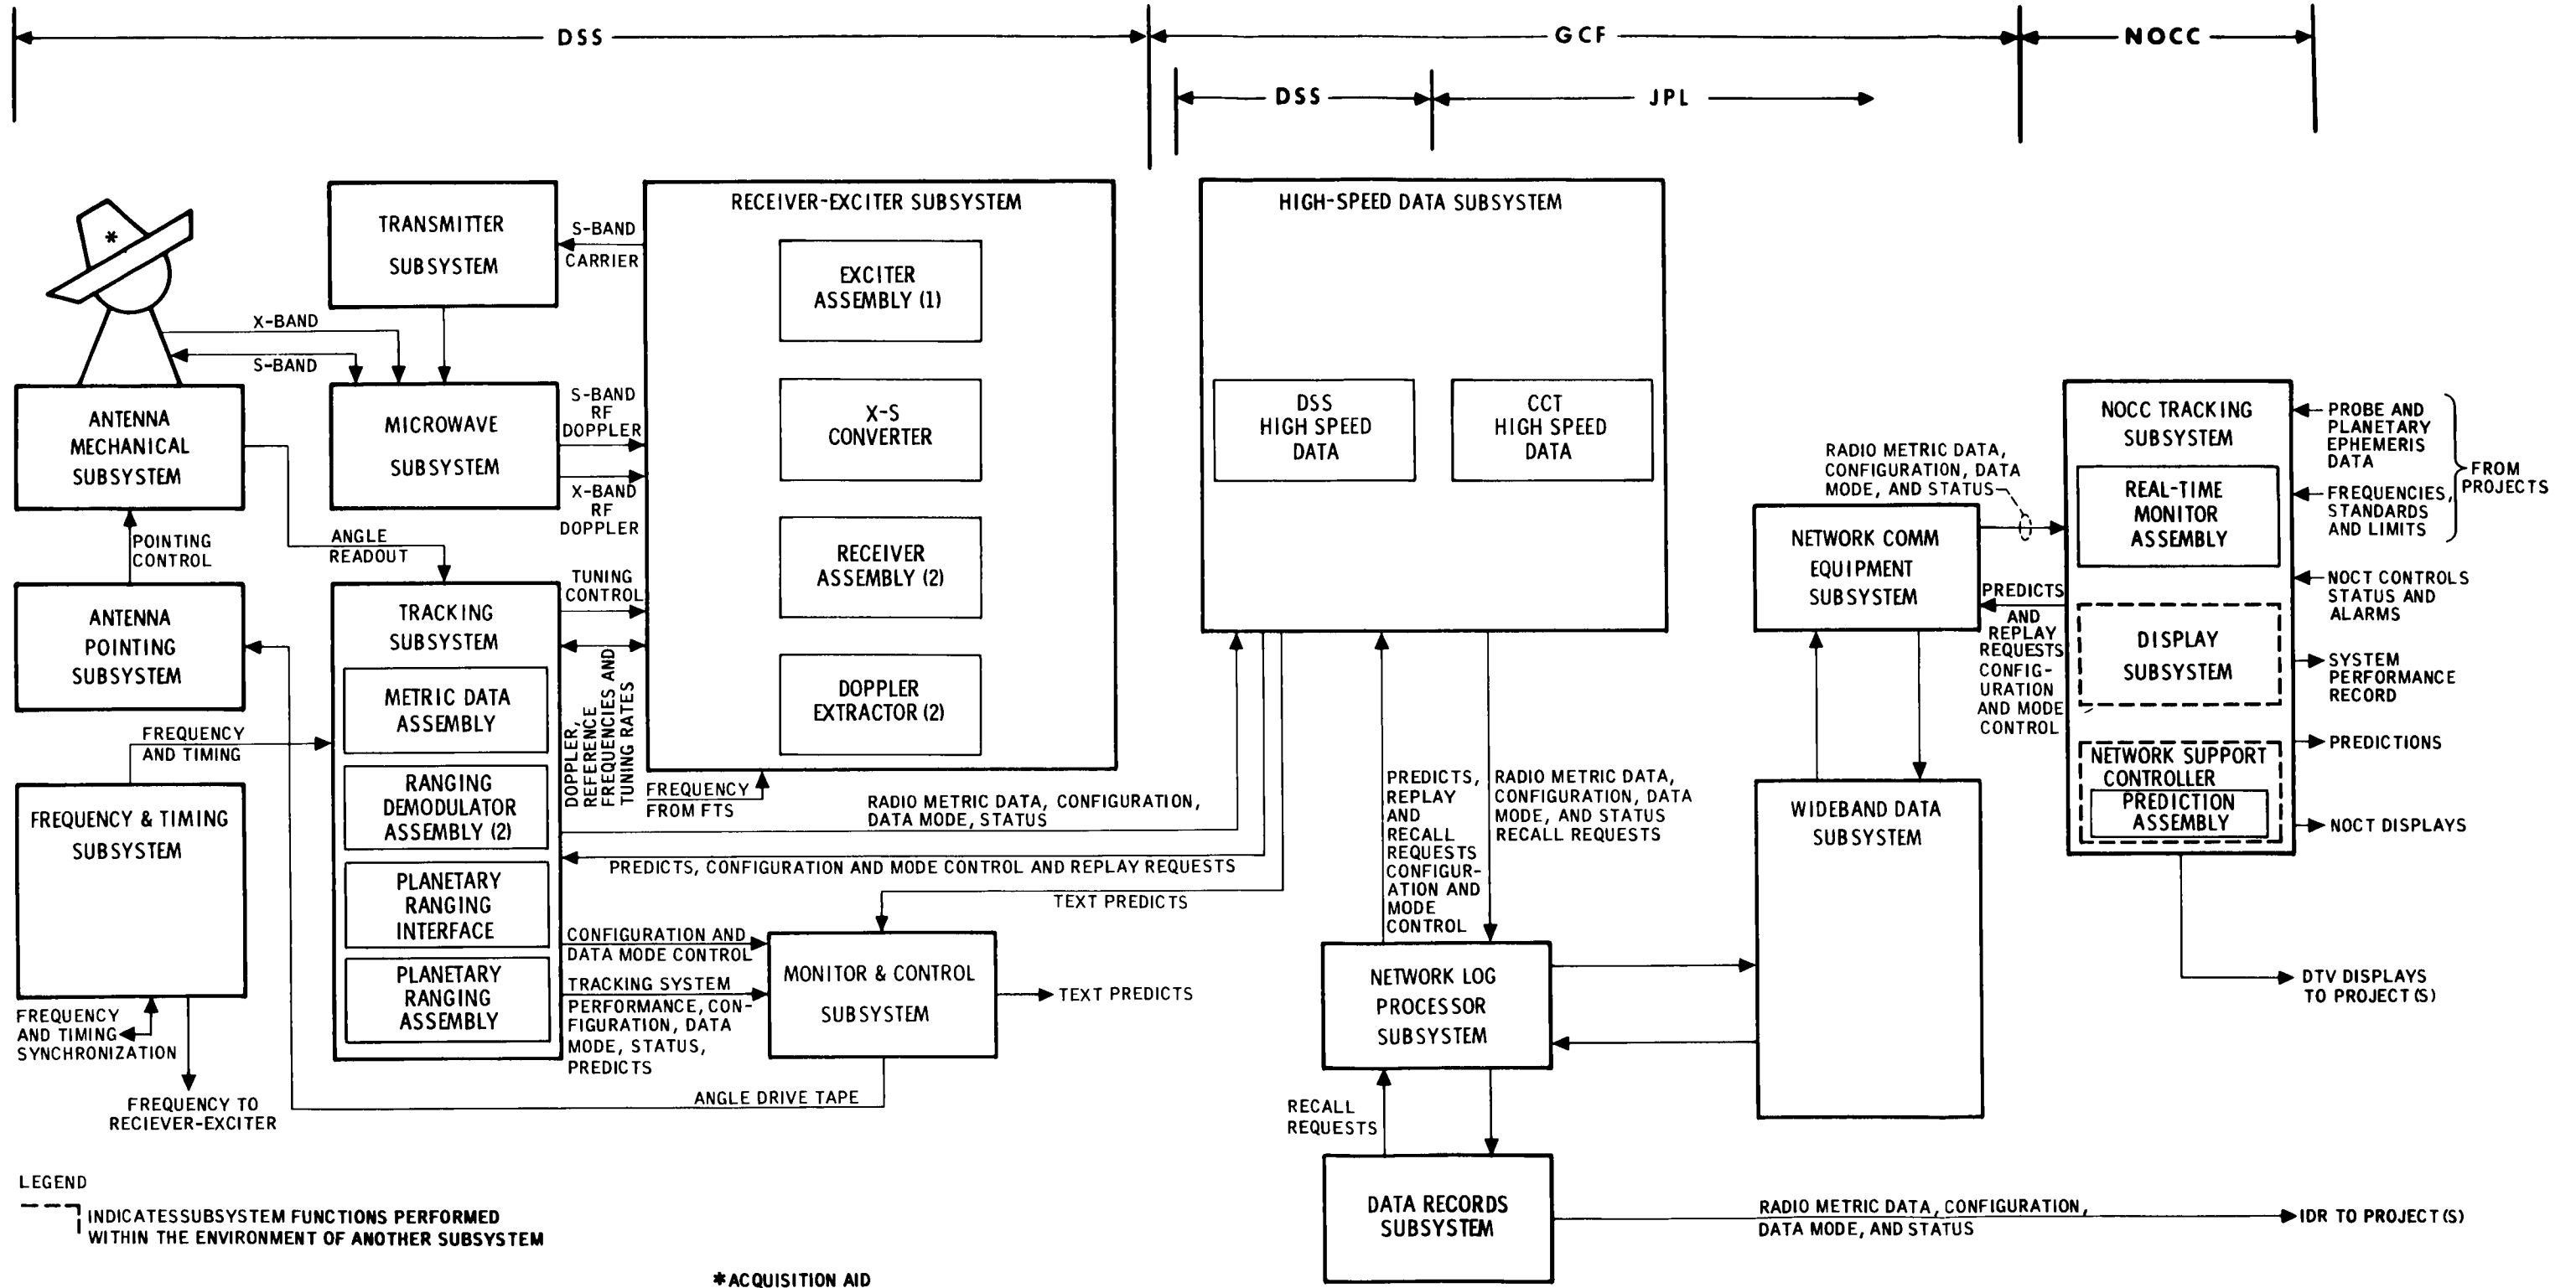 DSS
GCF
NOCC
DSS
JPL
*
TRANSMITTER
SUBSYSTEM
S-BAND
CARRIER
X-BAND
S-BAND
ANTENNA
MECHANICAL
SUBSYSTEM
MICROWAVE
SUBSYSTEM
S-BAND
RF
DOPPLER
X-BAND
RF
DOPPLER
POINTING
CONTROL
ANGLE
READOUT
ANTENNA
POINTING
SUBSYSTEM
TUNING
CONTROL
DOPPLER,
REFERENCE
FREQUENCIES AND
TUNING RATES
RECEIVER-EXCITER SUBSYSTEM
EXCITER
ASSEMBLY (1)
X-S
CONVERTER
RECEIVER
ASSEMBLY (2)
DOPPLER
EXTRACTOR (2)
FREQUENCY
FROM FTS
TRACKING
SUBSYSTEM
METRIC DATA
ASSEMBLY
RANGING
DEMODULATOR
ASSEMBLY (2)
PLANETARY
RANGING
INTERFACE
PLANETARY
RANGING
ASSEMBLY
FREQUENCY
AND TIMING
FREQUENCY & TIMING
SUBSYSTEM
FREQUENCY
AND TIMING
SYNCHRONIZATION
FREQUENCY TO
RECIEVER-EXCITER
RADIO METRIC DATA, CONFIGURATION,
DATA MODE, STATUS
PREDICTS, CONFIGURATION AND MODE CONTROL AND REPLAY REQUESTS
TEXT PREDICTS
CONFIGURATION AND
DATA MODE CONTROL
TRACKING SYSTEM
PERFORMANCE, CON-
FIGURATION, DATA
MODE, STATUS,
PREDICTS
MONITOR & CONTROL
SUBSYSTEM
TEXT PREDICTS
ANGLE DRIVE TAPE
HIGH-SPEED DATA SUBSYSTEM
DSS
HIGH SPEED
DATA
CCT
HIGH SPEED
DATA
PREDICTS,
REPLAY
AND
RECALL
REQUESTS
CONFIGUR-
ATION AND
MODE
CONTROL
RADIO METRIC DATA,
CONFIGURATION, DATA
MODE, AND STATUS
RECALL REQUESTS
NETWORK LOG
PROCESSOR
SUBSYSTEM
RECALL
REQUESTS
DATA RECORDS
SUBSYSTEM
RADIO METRIC DATA, CONFIGURATION,
DATA MODE, AND STATUS
IDR TO PROJECT(S)
RADIO METRIC DATA,
CONFIGURATION, DATA
MODE, AND STATUS
NETWORK COMM
EQUIPMENT
SUBSYSTEM
PREDICTS
AND
REPLAY
REQUESTS
CONFIG-
URATION
AND MODE
CONTROL
WIDEBAND DATA
SUBSYSTEM
NOCC TRACKING
SUBSYSTEM
REAL-TIME
MONITOR
ASSEMBLY
DISPLAY
SUBSYSTEM
NETWORK SUPPORT
CONTROLLER
PREDICTION
ASSEMBLY
PROBE AND
PLANETARY
EPHEMERIS
DATA
FREQUENCIES,
STANDARDS
AND LIMITS
FROM
PROJECTS
NOCT CONTROLS
STATUS AND
ALARMS
SYSTEM
PERFORMANCE
RECORD
PREDICTIONS
NOCT DISPLAYS
DTV DISPLAYS
TO PROJECT(S)
LEGEND
INDICATESSUBSYSTEM FUNCTIONS PERFORMED
WITHIN THE ENVIRONMENT OF ANOTHER SUBSYSTEM
*ACQUISITION AID